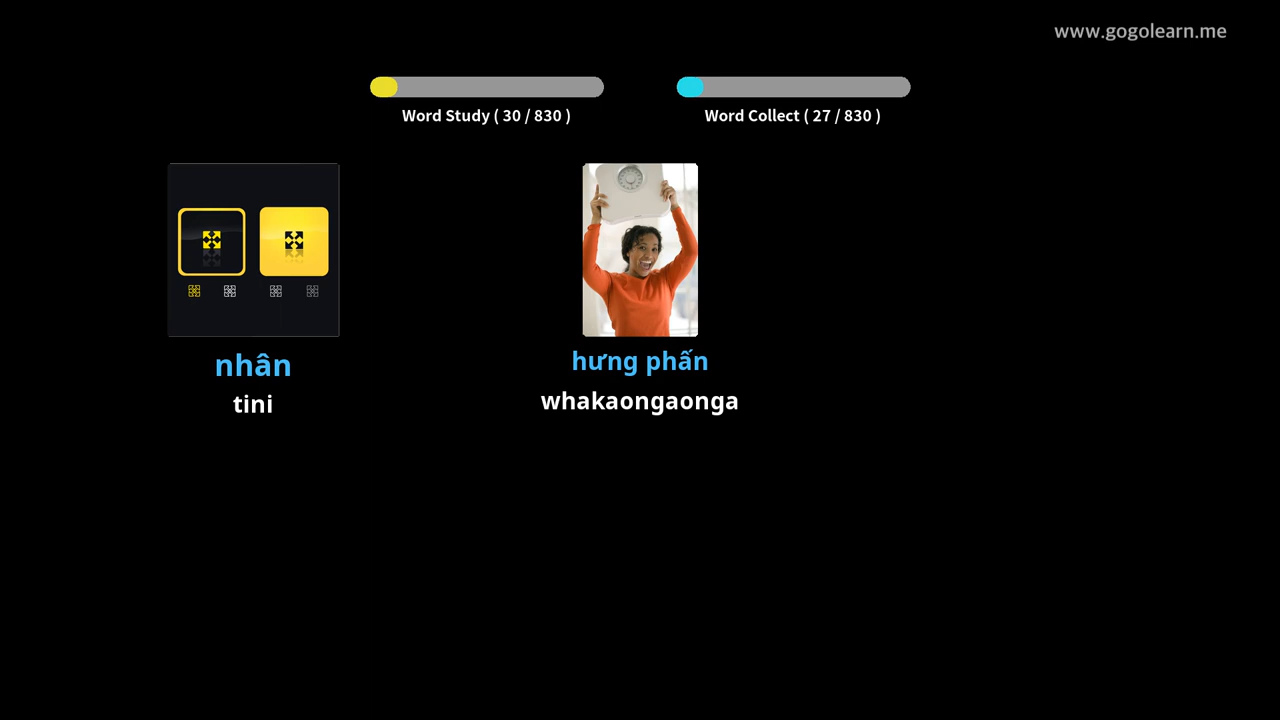 www.gogolearn.me
Word Study ( 30 / 830 )
Word Collect ( 27 / 830 )
nhân
tini
hưng phấn
whakaongaonga